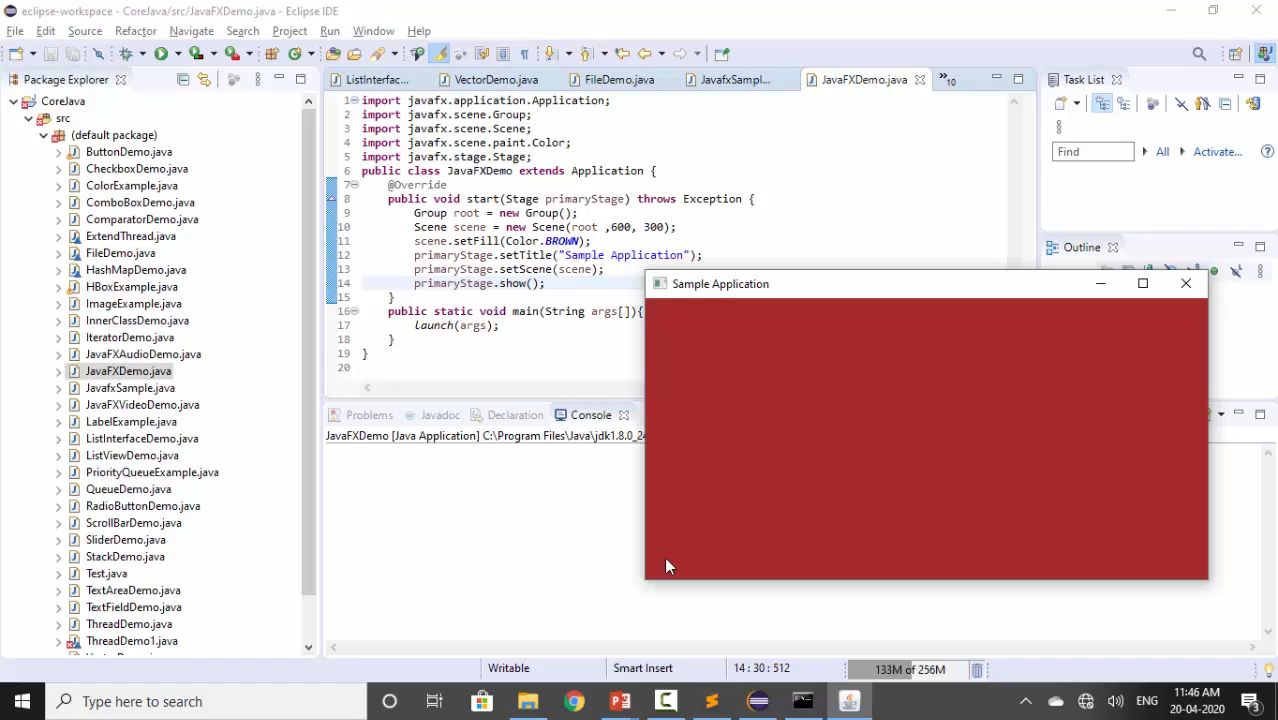 eclipse-workspace - CoreJava/src/JavaFXDemo.java - Eclipse IDE
File Edit Source Refactor Navigate Search Project Run Window Help
Package Explorer
ListInterfac... VectorDemo.java FileDemo.java JavafxSampl... JavaFXDemo.java »10
Task List
CoreJava
src
(default package)
ButtonDemo.java
CheckboxDemo.java
ColorExample.java
ComboBoxDemo.java
ComparatorDemo.java
ExtendThread.java
FileDemo.java
HashMapDemo.java
HBoxExample.java
ImageExample.java
InnerClassDemo.java
IteratorDemo.java
JavaFXAudioDemo.java
JavaFXDemo.java
JavafxSample.java
JavaFXVideoDemo.java
LabelExample.java
ListInterfaceDemo.java
ListViewDemo.java
PriorityQueueExample.java
QueueDemo.java
RadioButtonDemo.java
ScrollBarDemo.java
SliderDemo.java
StackDemo.java
Test.java
TextAreaDemo.java
TextFieldDemo.java
ThreadDemo.java
ThreadDemo1.java
1 import javafx.application.Application;
2 import javafx.scene.Group;
3 import javafx.scene.Scene;
4 import javafx.scene.paint.Color;
5 import javafx.stage.Stage;
6 public class JavaFXDemo extends Application {
7 @Override
8 public void start(Stage primaryStage) throws Exception {
9 Group root = new Group();
10 Scene scene = new Scene(root ,600, 300);
11 scene.setFill(Color.BROWN);
12 primaryStage.setTitle("Sample Application");
13 primaryStage.setScene(scene);
14 primaryStage.show();
15 }
16 public static void main(String args[]){
17 launch(args);
18 }
19 }
20
Find All Activate...
Outline
Sample Application
Problems Javadoc Declaration Console
JavaFXDemo [Java Application] C:\Program Files\Java\jdk1.8.0_24
Writable Smart Insert 14 : 30 : 512 133M of 256M
Type here to search
ENG
11:46 AM
20-04-2020
3